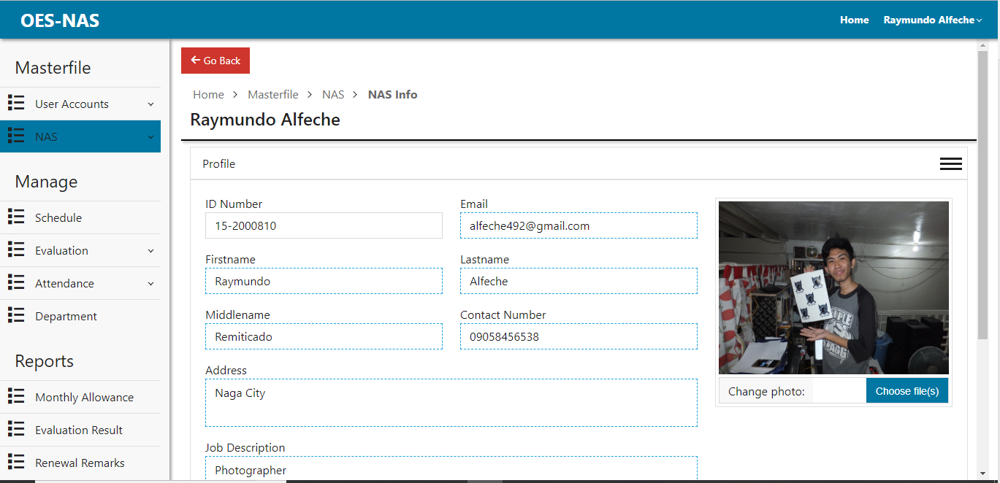 OES-NAS
Home
Raymundo Alfeche
Masterfile
User Accounts
NAS
Manage
Schedule
Evaluation
Attendance
Department
Reports
Monthly Allowance
Evaluation Result
Renewal Remarks
Go Back
Home > Masterfile > NAS > NAS Info
Raymundo Alfeche
Profile
ID Number
15-2000810
Email
alfeche492@gmail.com
Firstname
Raymundo
Lastname
Alfeche
Middlename
Remiticado
Contact Number
09058456538
Address
Naga City
Job Description
Photographer
Change photo:
Choose file(s)